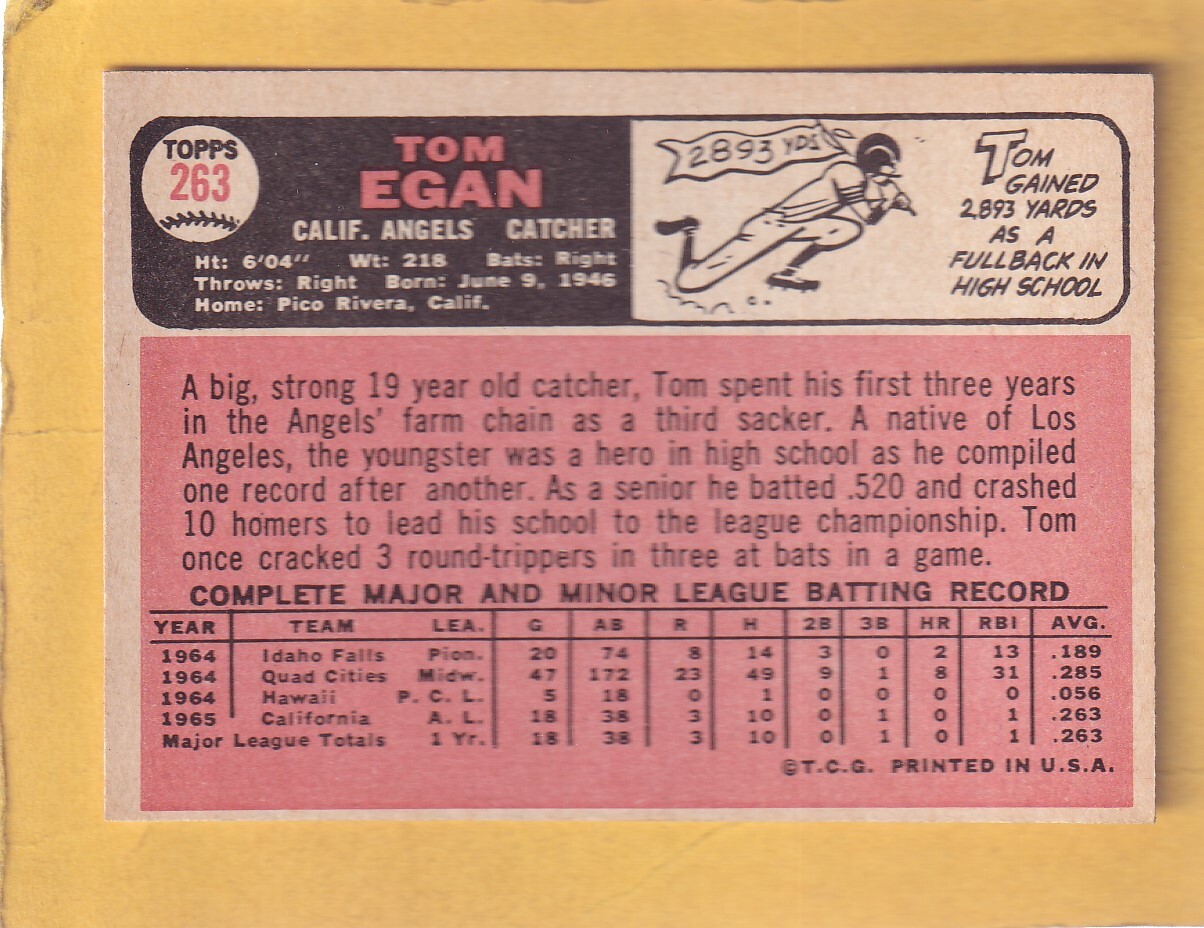 TOPPS
263
TOM
EGAN
CALIF. ANGELS CATCHER
Ht: 6'04" Wt: 218 Bats: Right
Throws: Right Born: June 9, 1946
Home: Pico Rivera, Calif.
2893 YDS
TOM
GAINED
2,893 YARDS
AS A
FULLBACK IN
HIGH SCHOOL
A big, strong 19 year old catcher, Tom spent his first three years
in the Angels' farm chain as a third sacker. A native of Los
Angeles, the youngster was a hero in high school as he compiled
one record after another. As a senior he batted .520 and crashed
10 homers to lead his school to the league championship. Tom
once cracked 3 round-trippers in three at bats in a game.
COMPLETE MAJOR AND MINOR LEAGUE BATTING RECORD
YEAR TEAM LEA. G AB R H 2B 3B HR RBI AVG.
1964 Idaho Falls Pion. 20 74 8 14 3 0 2 13 .189
1964 Quad Cities Midw. 47 172 23 49 9 1 8 31 .285
1964 Hawaii P. C. L. 5 18 0 1 0 0 0 0 .056
1965 California A. L. 18 38 3 10 0 1 0 1 .263
Major League Totals 1 Yr. 18 38 3 10 0 1 0 1 .263
©T.C.G. PRINTED IN U.S.A.